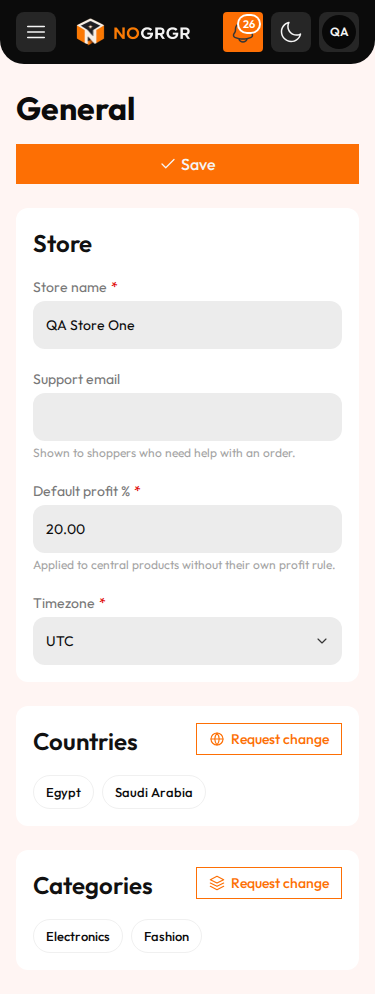 26
NOGRGR
QA
General
Save
Store
Store name *
QA Store One
Support email
Shown to shoppers who need help with an order.
Default profit % *
20.00
Applied to central products without their own profit rule.
Timezone *
UTC
Countries
Request change
Egypt
Saudi Arabia
Categories
Request change
Electronics
Fashion